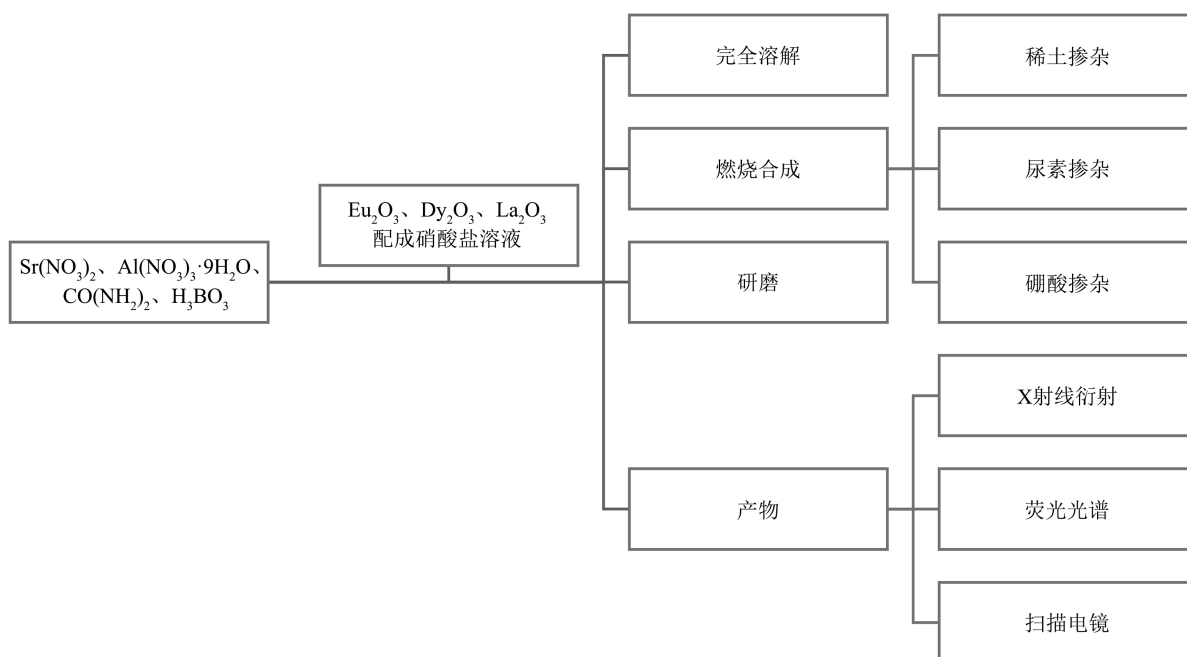 Sr(NO₃)₂、Al(NO₃)₃·9H₂O、
CO(NH₂)₂、H₃BO₃
Eu₂O₃、Dy₂O₃、La₂O₃
配成硝酸盐溶液
完全溶解
燃烧合成
稀土掺杂
尿素掺杂
硼酸掺杂
研磨
产物
X射线衍射
荧光光谱
扫描电镜